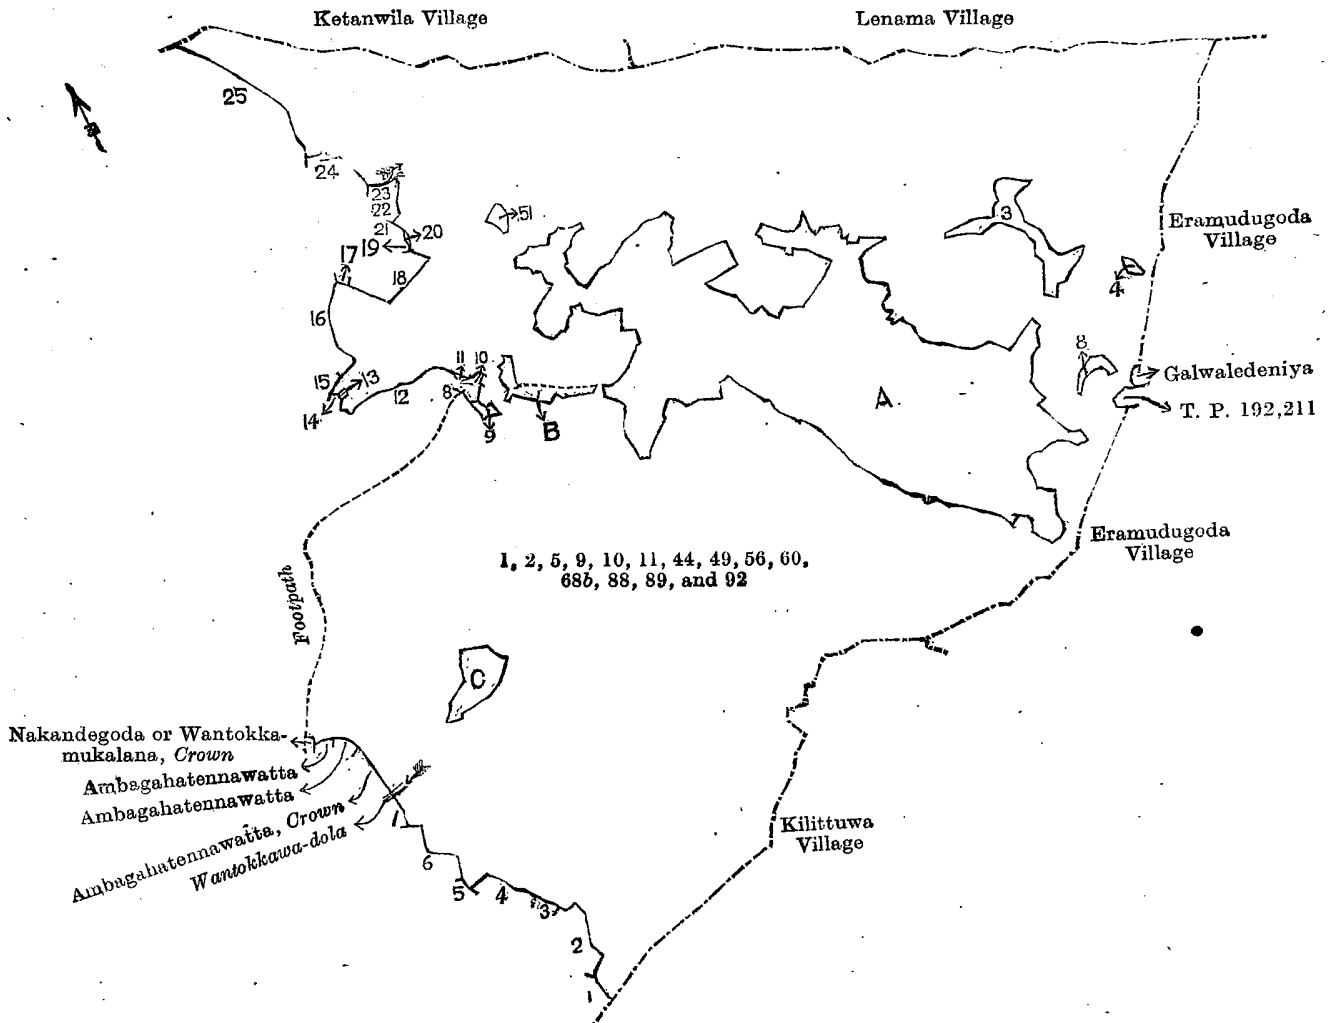 Ketanwila Village
Lenama Village
25
24
23
22
21
20
19
51
3
Eramudugoda
Village
17
18
4
16
8
Galwaledeniya
T. P. 192,211
11
10
15
13
12
8
14
9
B
A
Eramudugoda
Village
1, 2, 5, 9, 10, 11, 44, 49, 56, 60,
68b, 88, 89, and 92
Footpath
C
Nakandegoda or Wantokka-
mukalana, Crown
Ambagahatennawatta
Ambagahatennawatta
Ambagahatennawatta, Crown
Wantokkawa-dola
Kilittuwa
Village
6
5
4
3
2
1